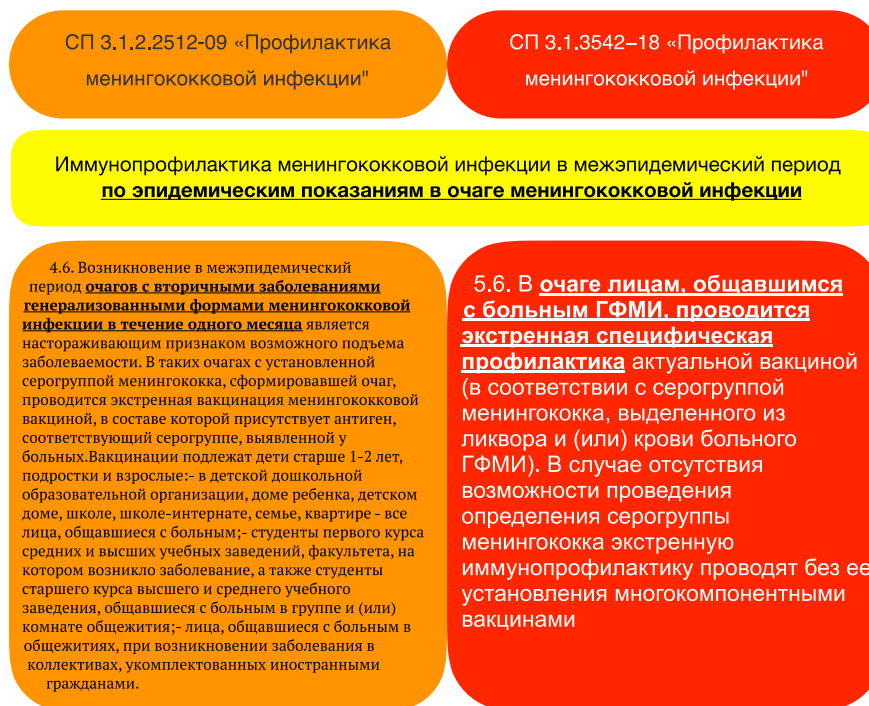 СП 3.1.2.2512-09 «Профилактика
менингококковой инфекции"
СП 3.1.3542–18 «Профилактика
менингококковой инфекции"
Иммунопрофилактика менингококковой инфекции в межэпидемический период
по эпидемическим показаниям в очаге менингококковой инфекции
4.6. Возникновение в межэпидемический
период очагов с вторичными заболеваниями
генерализованными формами менингококковой
инфекции в течение одного месяца является
настораживающим признаком возможного подъема
заболеваемости. В таких очагах с установленной
серогруппой менингококка, сформировавшей очаг,
проводится экстренная вакцинация менингококковой
вакциной, в составе которой присутствует антиген,
соответствующий серогруппе, выявленной у
больных.Вакцинации подлежат дети старше 1-2 лет,
подростки и взрослые:- в детской дошкольной
образовательной организации, доме ребенка, детском
доме, школе, школе-интернате, семье, квартире - все
лица, общавшиеся с больным;- студенты первого курса
средних и высших учебных заведений, факультета, на
котором возникло заболевание, а также студенты
старшего курса высшего и среднего учебного
заведения, общавшиеся с больным в группе и (или)
комнате общежития;- лица, общавшиеся с больным в
общежитиях, при возникновении заболевания в
коллективах, укомплектованных иностранными
гражданами.
5.6. В очаге лицам, общавшимся
с больным ГФМИ, проводится
экстренная специфическая
профилактика актуальной вакциной
(в соответствии с серогруппой
менингококка, выделенного из
ликвора и (или) крови больного
ГФМИ). В случае отсутствия
возможности проведения
определения серогруппы
менингококка экстренную
иммунопрофилактику проводят без ее
установления многокомпонентными
вакцинами